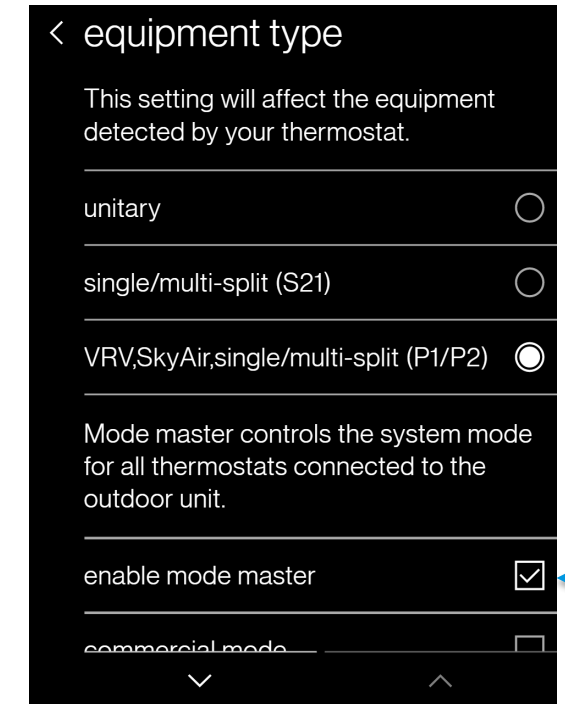 equipment type
This setting will affect the equipment
detected by your thermostat.
unitary
single/multi-split (S21)
VRV,SkyAir,single/multi-split (P1/P2)
Mode master controls the system mode
for all thermostats connected to the
outdoor unit.
enable mode master
commercial mode